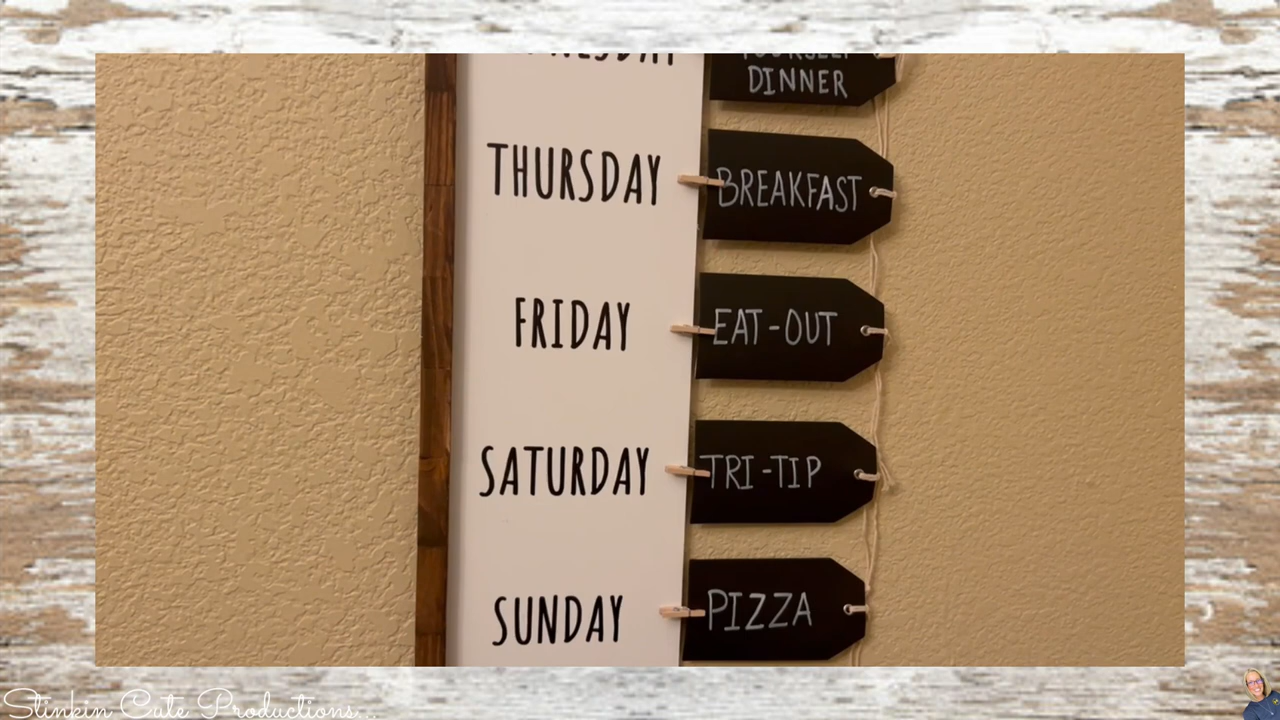 DINNER
THURSDAY
BREAKFAST
FRIDAY
EAT-OUT
SATURDAY
TRI-TIP
SUNDAY
PIZZA
Stinkin Cute Productions...